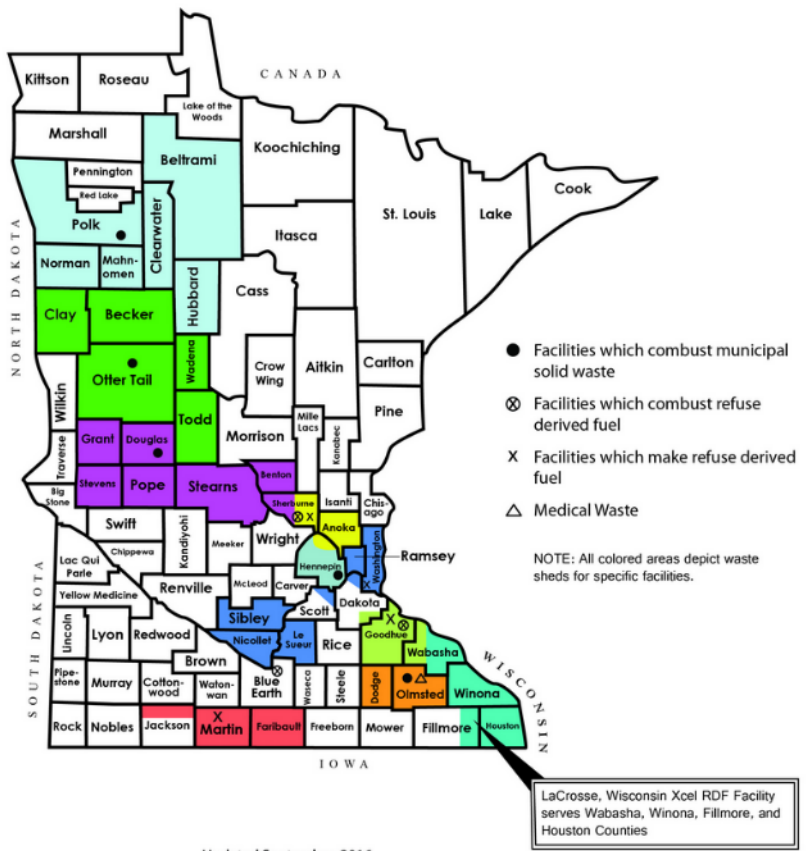 CANADA
Kittson
Roseau
Lake of the
Woods
Marshall
Koochiching
Beltrami
Pennington
Red Lake
Polk
Clearwater
St. Louis
Lake
Cook
Itasca
NORTH DAKOTA
Norman
Mahn-
omen
Hubbard
Cass
Clay
Becker
Wadena
Crow
Wing
Aitkin
Carlton
Otter Tail
Wilkin
Pine
Todd
Mille
Lacs
Kanabec
Morrison
Grant
Douglas
Traverse
Benton
Stevens
Pope
Stearns
Big
Stone
Sherburne
X
Isanti
Chis-
ago
Swift
Kandiyohi
Anoka
Wright
Meeker
Washington
Ramsey
Chippewa
Hennepin
Lac Qui
Parle
Renville
McLeod
Carver
X
Yellow Medicine
Dakota
Scott
Sibley
X
Goodhue
SOUTH DAKOTA
Lincoln
Lyon
Redwood
Nicollet
Le
Sueur
Rice
Wabasha
WISCONSIN
Brown
Pipe-
stone
Murray
Cotton-
wood
Waton-
wan
Blue
Earth
Waseca
Steele
Dodge
Olmsted
Winona
Rock
Nobles
Jackson
X
Martin
Faribault
Freeborn
Mower
Fillmore
Houston
IOWA
Facilities which combust municipal
solid waste
Facilities which combust refuse
derived fuel
X Facilities which make refuse derived
fuel
Medical Waste
NOTE: All colored areas depict waste
sheds for specific facilities.
LaCrosse, Wisconsin Xcel RDF Facility
serves Wabasha, Winona, Fillmore, and
Houston Counties